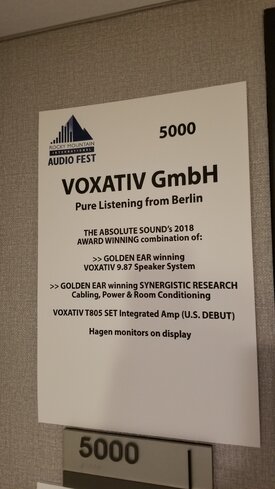 5000
ROCKY MOUNTAIN
INTERNATIONAL
AUDIO FEST
VOXATIV GmbH
Pure Listening from Berlin
THE ABSOLUTE SOUND's 2018
AWARD WINNING combination of:
>> GOLDEN EAR winning
VOXATIV 9.87 Speaker System
>> GOLDEN EAR winning SYNERGISTIC RESEARCH
Cabling, Power & Room Conditioning
VOXATIV T805 SET Integrated Amp (U.S. DEBUT)
Hagen monitors on display
5000